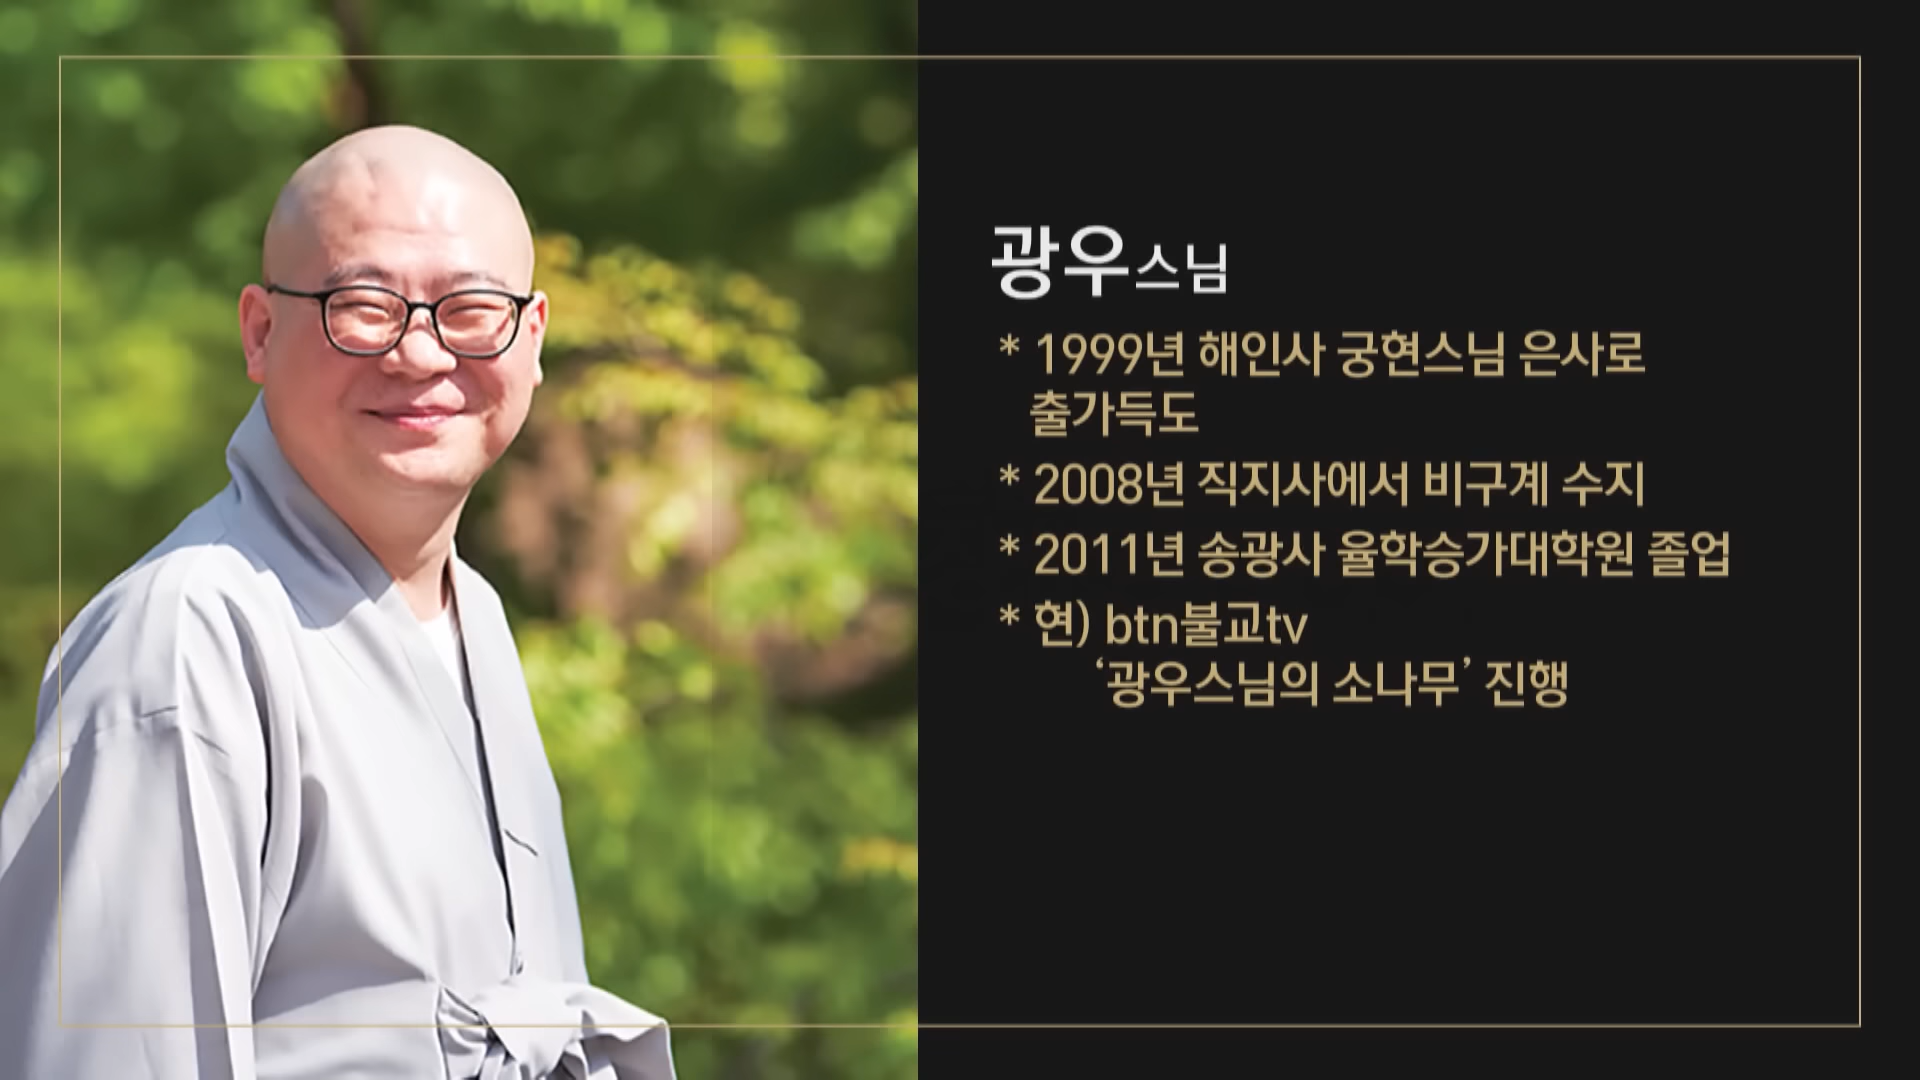 광우스님
* 1999년 해인사 궁현스님 은사로
출가득도
* 2008년 직지사에서 비구계 수지
* 2011년 송광사 율학승가대학원 졸업
* 현) btn불교tv
‘광우스님의 소나무’ 진행